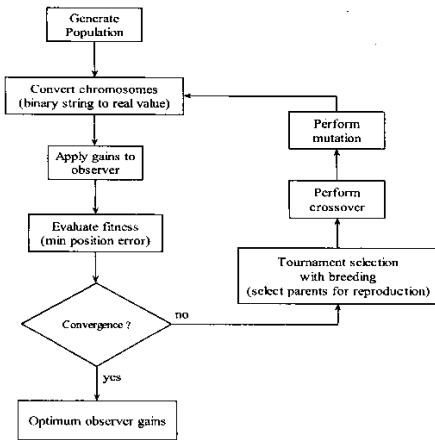 Generate
Population
Convert chromosomes
(binary string to real value)
Apply gains to
observer
Evaluate fitness
(min position error)
Convergence ?
no
yes
Optimum observer gains
Perform
mutation
Perform
crossover
Tournament selection
with breeding
(select parents for reproduction)